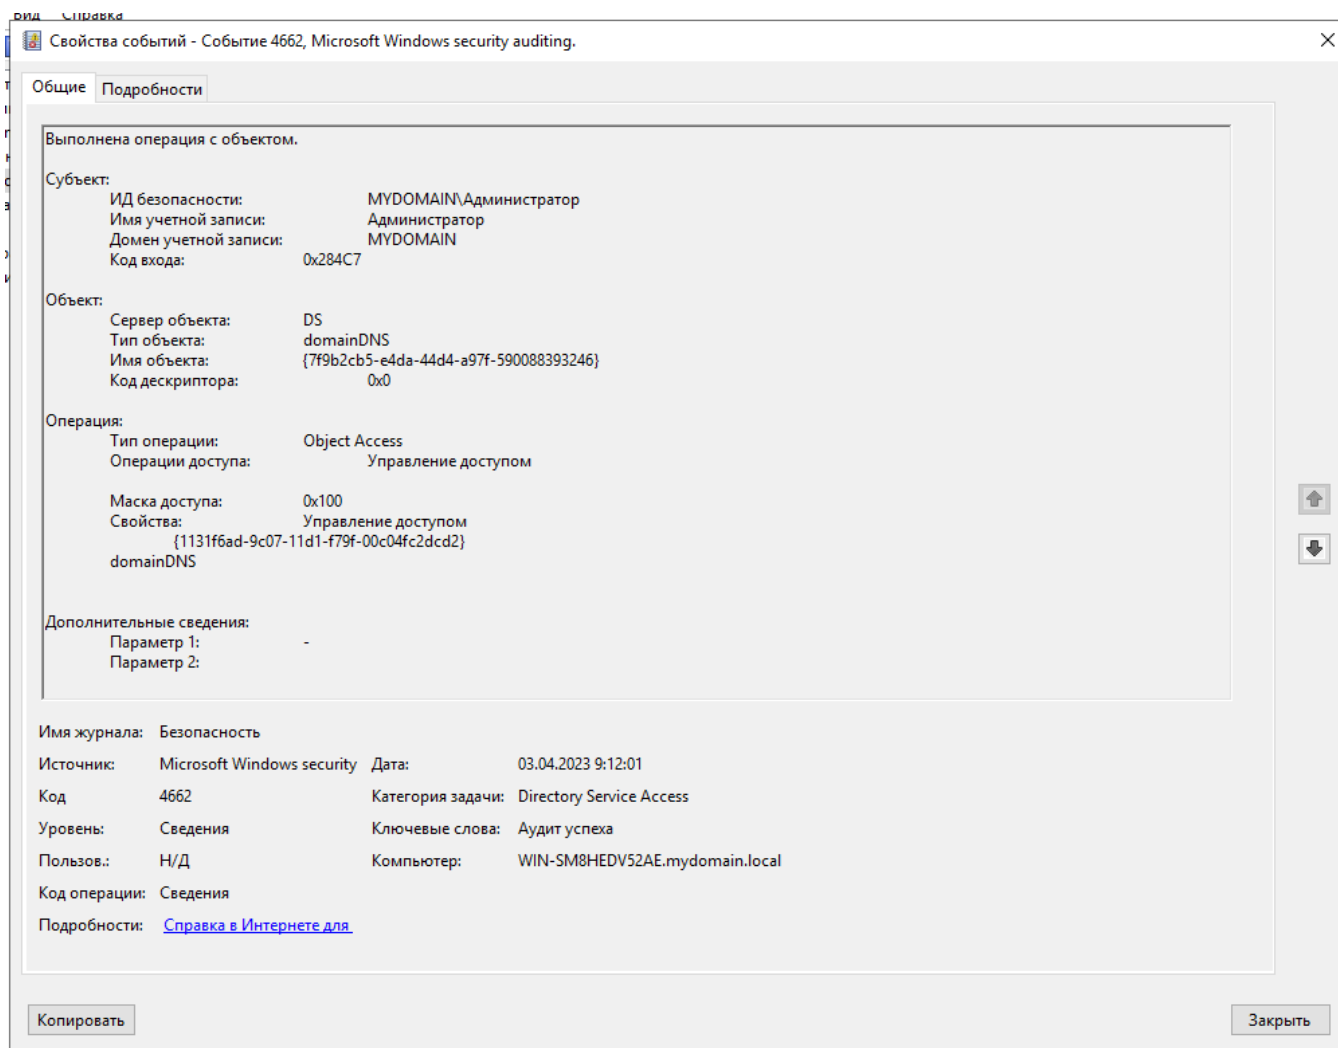 Вид Справка
Свойства событий - Событие 4662, Microsoft Windows security auditing.
Общие Подробности
Выполнена операция с объектом.
Субъект:
ИД безопасности: MYDOMAIN\Администратор
Имя учетной записи: Администратор
Домен учетной записи: MYDOMAIN
Код входа: 0x284C7
Объект:
Сервер объекта: DS
Тип объекта: domainDNS
Имя объекта: {7f9b2cb5-e4da-44d4-a97f-590088393246}
Код дескриптора: 0x0
Операция:
Тип операции: Object Access
Операции доступа: Управление доступом
Маска доступа: 0x100
Свойства: Управление доступом
{1131f6ad-9c07-11d1-f79f-00c04fc2dcd2}
domainDNS
Дополнительные сведения:
Параметр 1: -
Параметр 2:
Имя журнала: Безопасность
Источник: Microsoft Windows security Дата: 03.04.2023 9:12:01
Код 4662 Категория задачи: Directory Service Access
Уровень: Сведения Ключевые слова: Аудит успеха
Пользов.: Н/Д Компьютер: WIN-SM8HEDV52AE.mydomain.local
Код операции: Сведения
Подробности: Справка в Интернете для
Копировать Закрыть